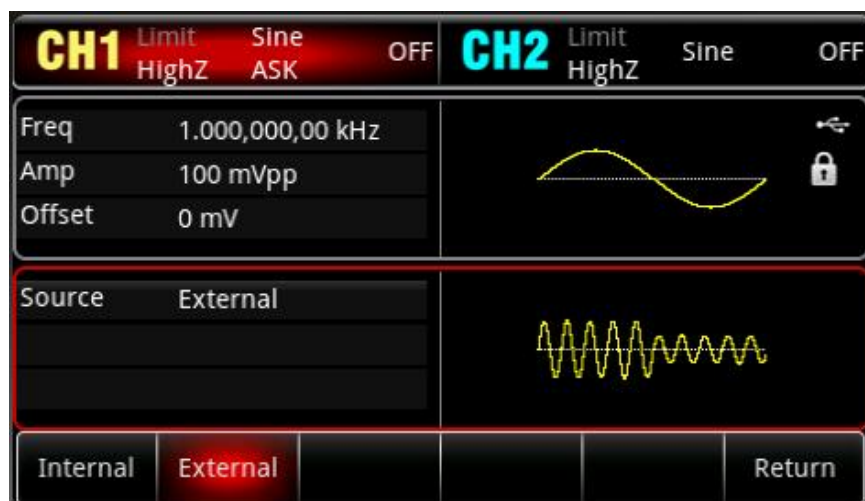 CH1 Limit Sine OFF CH2 Limit Sine OFF
HighZ ASK HighZ
Freq 1.000,000,00 kHz
Amp 100 mVpp
Offset 0 mV
Source External
Internal External Return